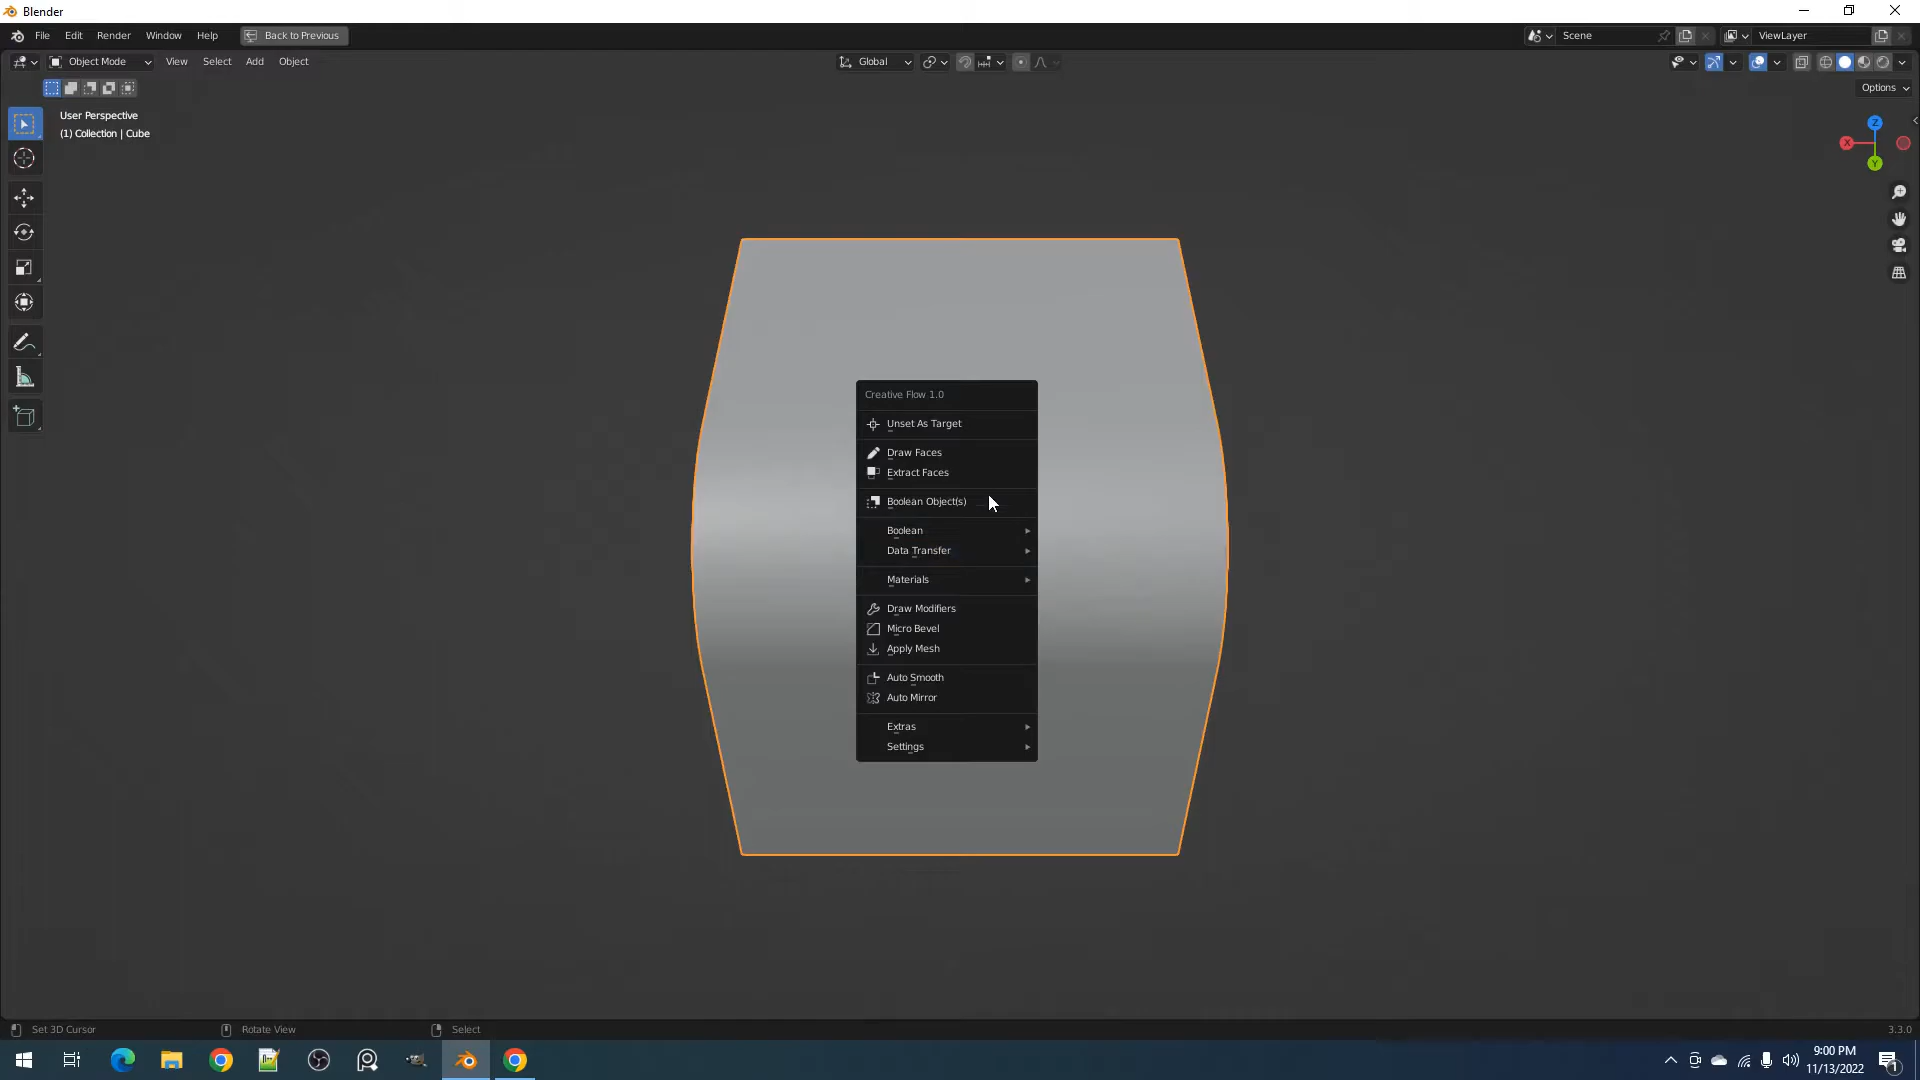 Blender
File Edit Render Window Help Back to Previous Scene ViewLayer
Object Mode View Select Add Object Global
Options
User Perspective
(1) Collection | Cube
Z
X
Y
Creative Flow 1.0
Unset As Target
Draw Faces
Extract Faces
Boolean Object(s)
Boolean
Data Transfer
Materials
Draw Modifiers
Micro Bevel
Apply Mesh
Auto Smooth
Auto Mirror
Extras
Settings
Set 3D Cursor Rotate View Select 3.3.0
9:00 PM
11/13/2022
1